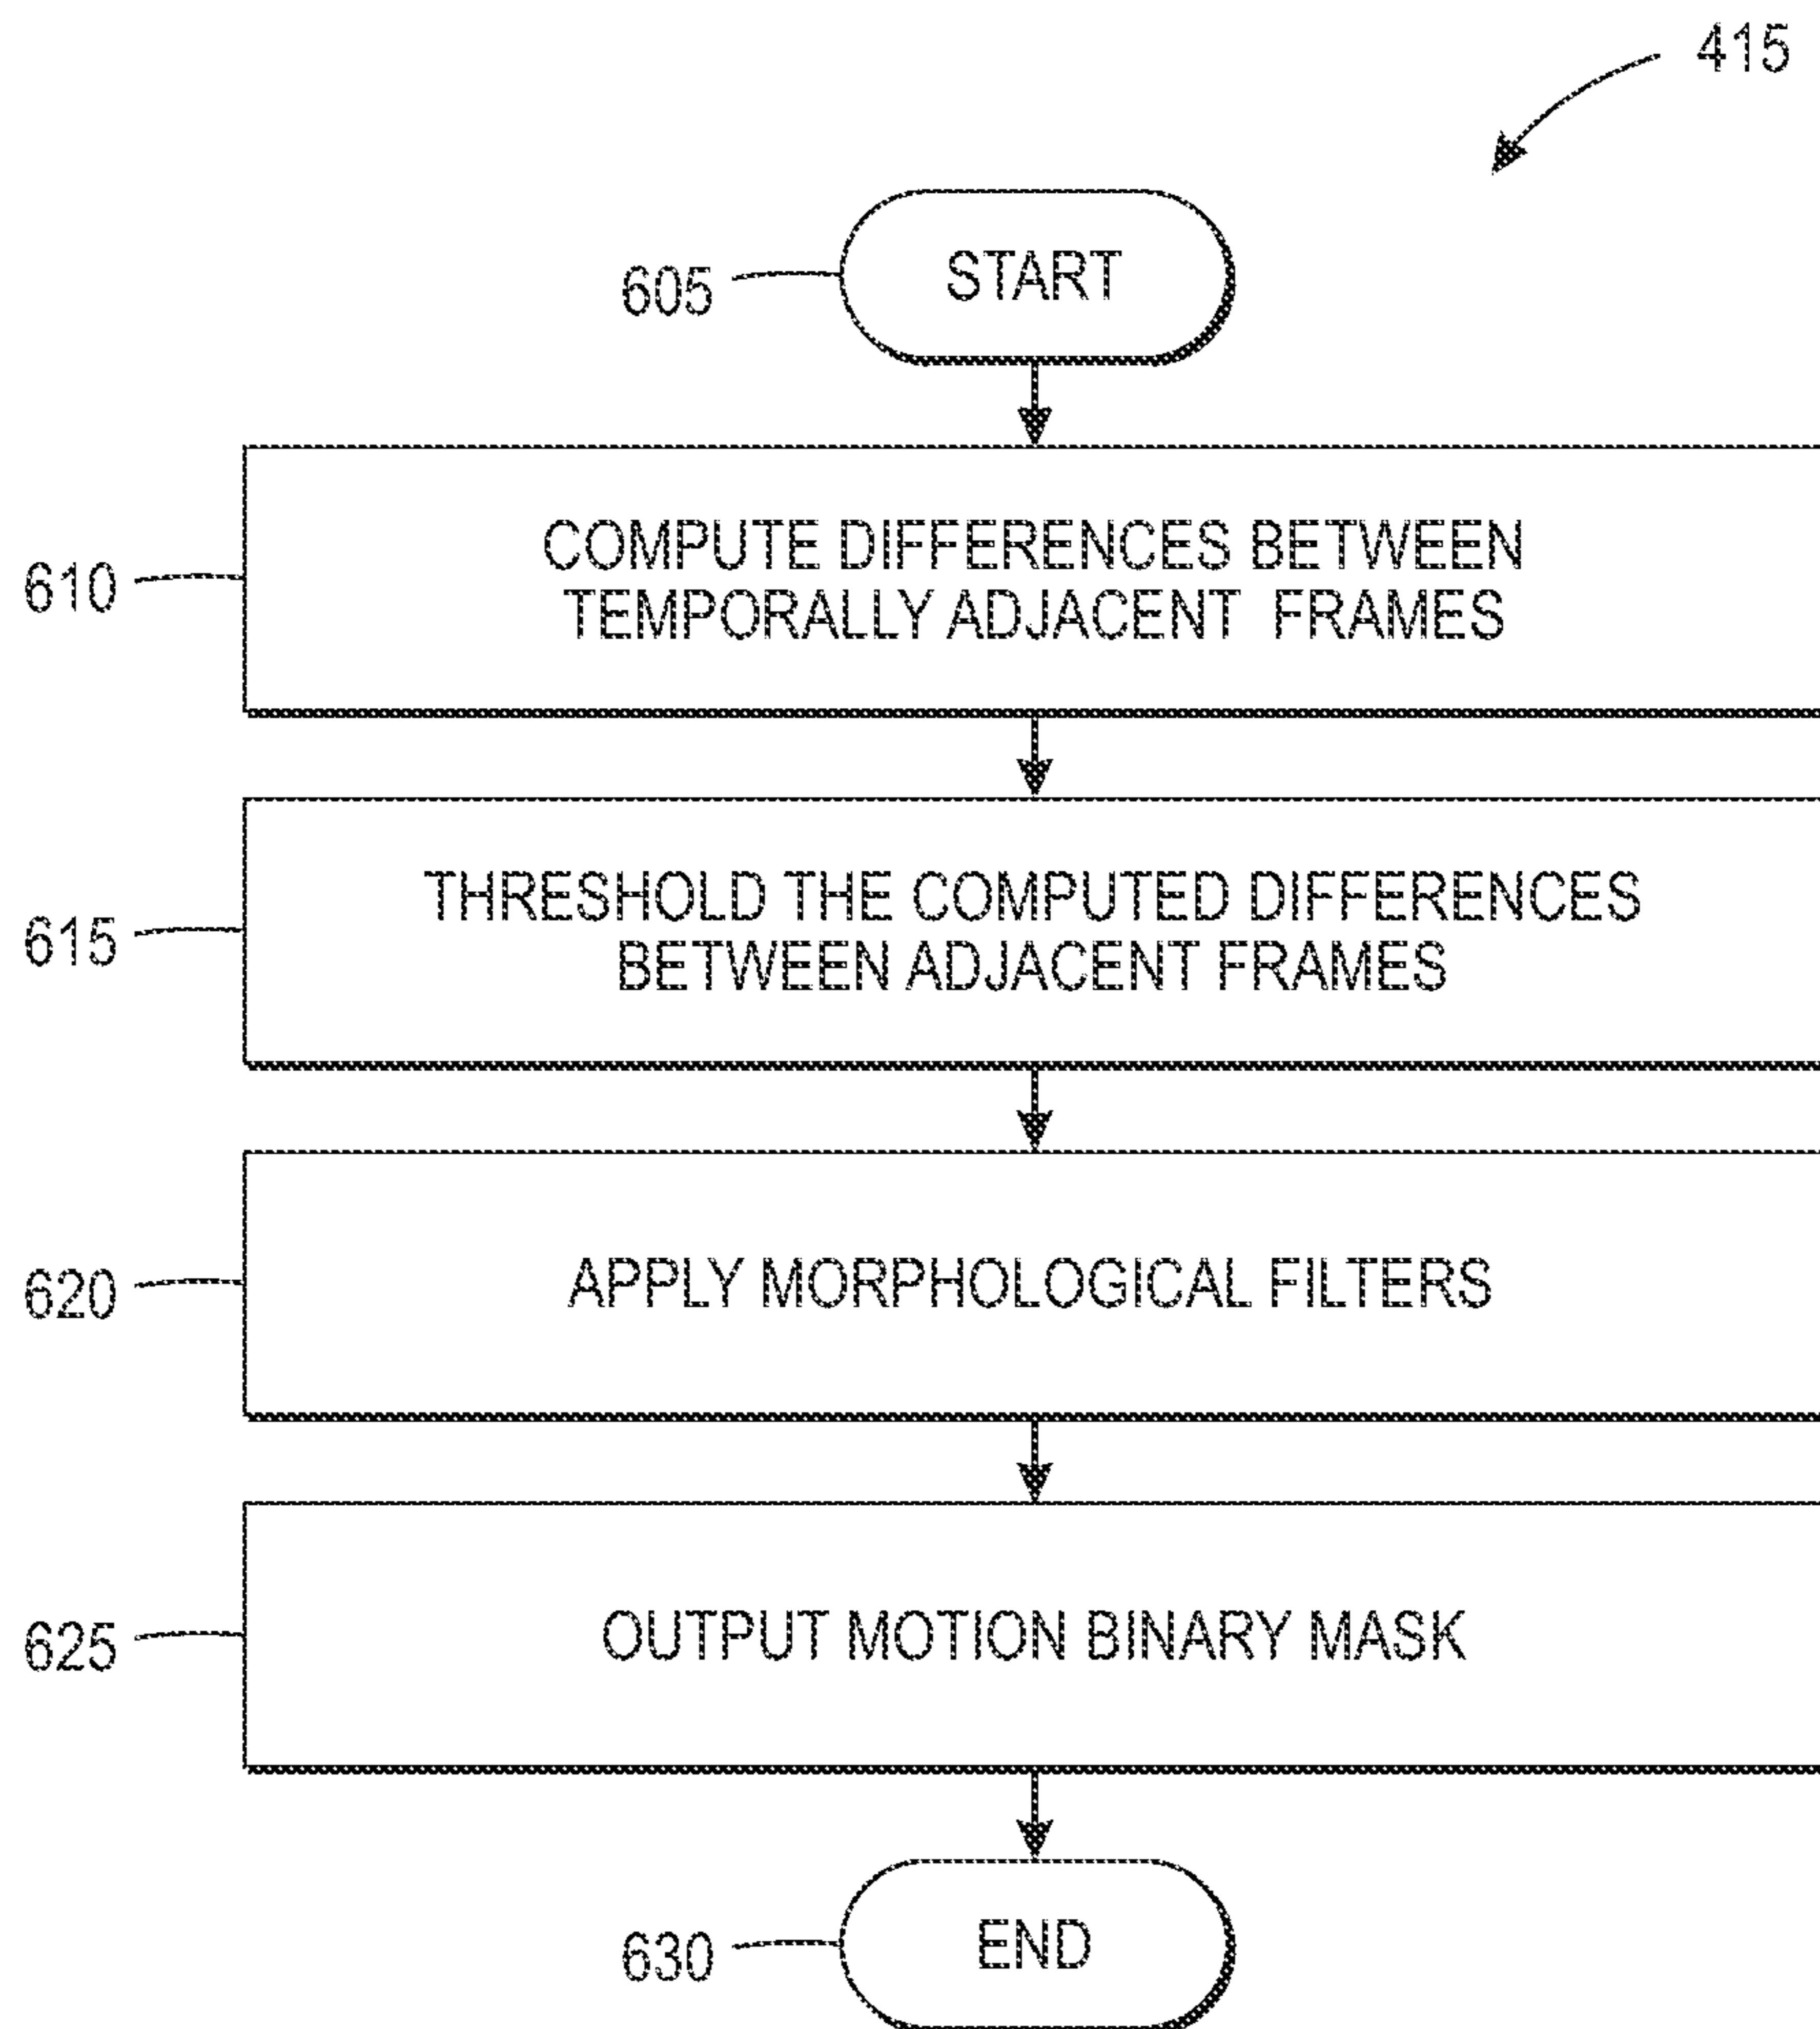 415
605
START
610
COMPUTE DIFFERENCES BETWEEN
TEMPORALLY ADJACENT FRAMES
615
THRESHOLD THE COMPUTED DIFFERENCES
BETWEEN ADJACENT FRAMES
620
APPLY MORPHOLOGICAL FILTERS
625
OUTPUT MOTION BINARY MASK
630
END